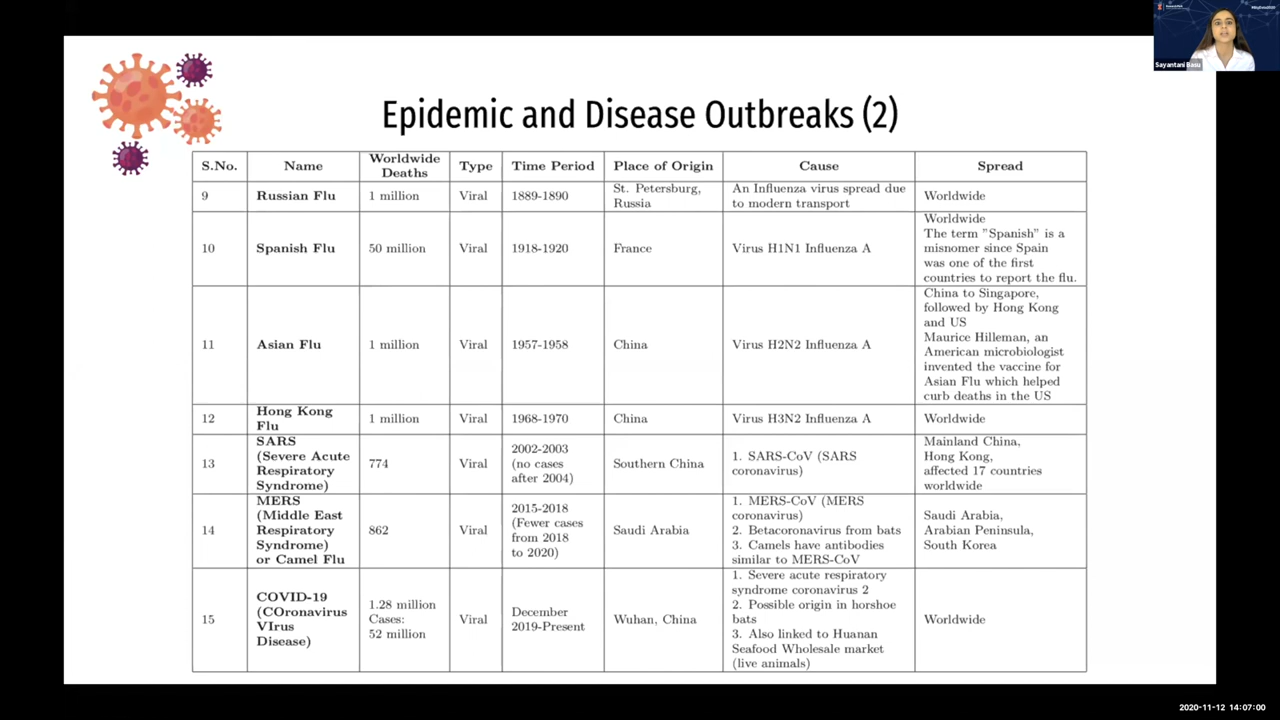 Sayantani Basu
Epidemic and Disease Outbreaks (2)
S.No. Name Worldwide Deaths Type Time Period Place of Origin Cause Spread
9 Russian Flu 1 million Viral 1889-1890 St. Petersburg, Russia An Influenza virus spread due to modern transport Worldwide
10 Spanish Flu 50 million Viral 1918-1920 France Virus H1N1 Influenza A Worldwide The term "Spanish" is a misnomer since Spain was one of the first countries to report the flu.
11 Asian Flu 1 million Viral 1957-1958 China Virus H2N2 Influenza A China to Singapore, followed by Hong Kong and US Maurice Hilleman, an American microbiologist invented the vaccine for Asian Flu which helped curb deaths in the US
12 Hong Kong Flu 1 million Viral 1968-1970 China Virus H3N2 Influenza A Worldwide
13 SARS (Severe Acute Respiratory Syndrome) 774 Viral 2002-2003 (no cases after 2004) Southern China 1. SARS-CoV (SARS coronavirus) Mainland China, Hong Kong, affected 17 countries worldwide
14 MERS (Middle East Respiratory Syndrome) or Camel Flu 862 Viral 2015-2018 (Fewer cases from 2018 to 2020) Saudi Arabia 1. MERS-CoV (MERS coronavirus) 2. Betacoronavirus from bats 3. Camels have antibodies similar to MERS-CoV Saudi Arabia, Arabian Peninsula, South Korea
15 COVID-19 (COronavirus VIrus Disease) 1.28 million Cases: 52 million Viral December 2019-Present Wuhan, China 1. Severe acute respiratory syndrome coronavirus 2 2. Possible origin in horshoe bats 3. Also linked to Huanan Seafood Wholesale market (live animals) Worldwide
2020-11-12 14:07:00